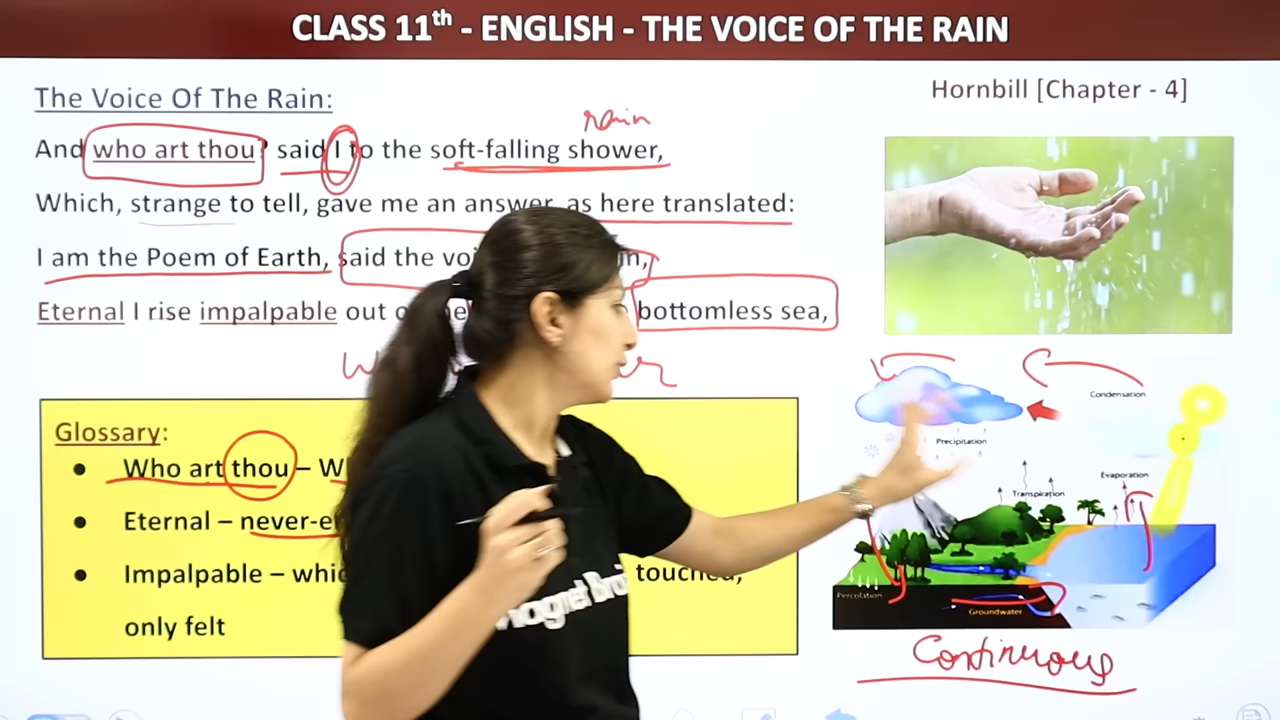 CLASS 11th - ENGLISH - THE VOICE OF THE RAIN
The Voice Of The Rain:
Hornbill [Chapter - 4]
rain
And who art thou? said I to the soft-falling shower,
Which, strange to tell, gave me an answer, as here translated:
I am the Poem of Earth, said the
Eternal I rise impalpable out
bottomless sea,
Glossary:
Who art thou –
Eternal –
Impalpable –
touched,
only felt
Condensation
Precipitation
Evaporation
Transpiration
Percolation
Groundwater
Continuous